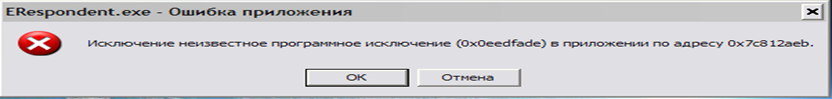 ERespondent.exe - Ошибка приложения
Исключение неизвестное программное исключение (0x0eedfade) в приложении по адресу 0x7c812aeb.
OK
Отмена